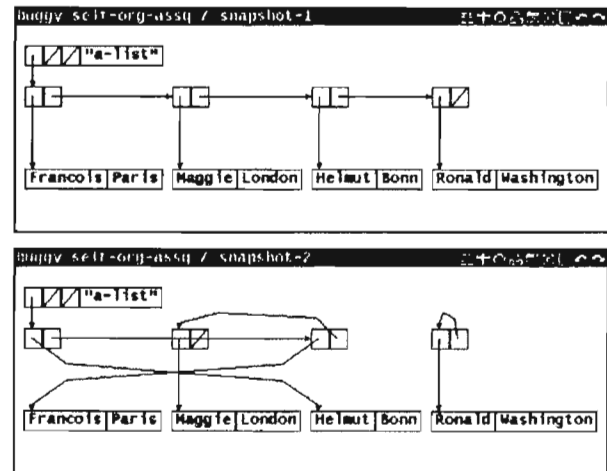 Buggy self-org-assq / snapshot-1
"a-list"
Francois Paris Maggie London Helmut Bonn Ronald Washington
Buggy self-org-assq / snapshot-2
"a-list"
Francois Paris Maggie London Helmut Bonn Ronald Washington